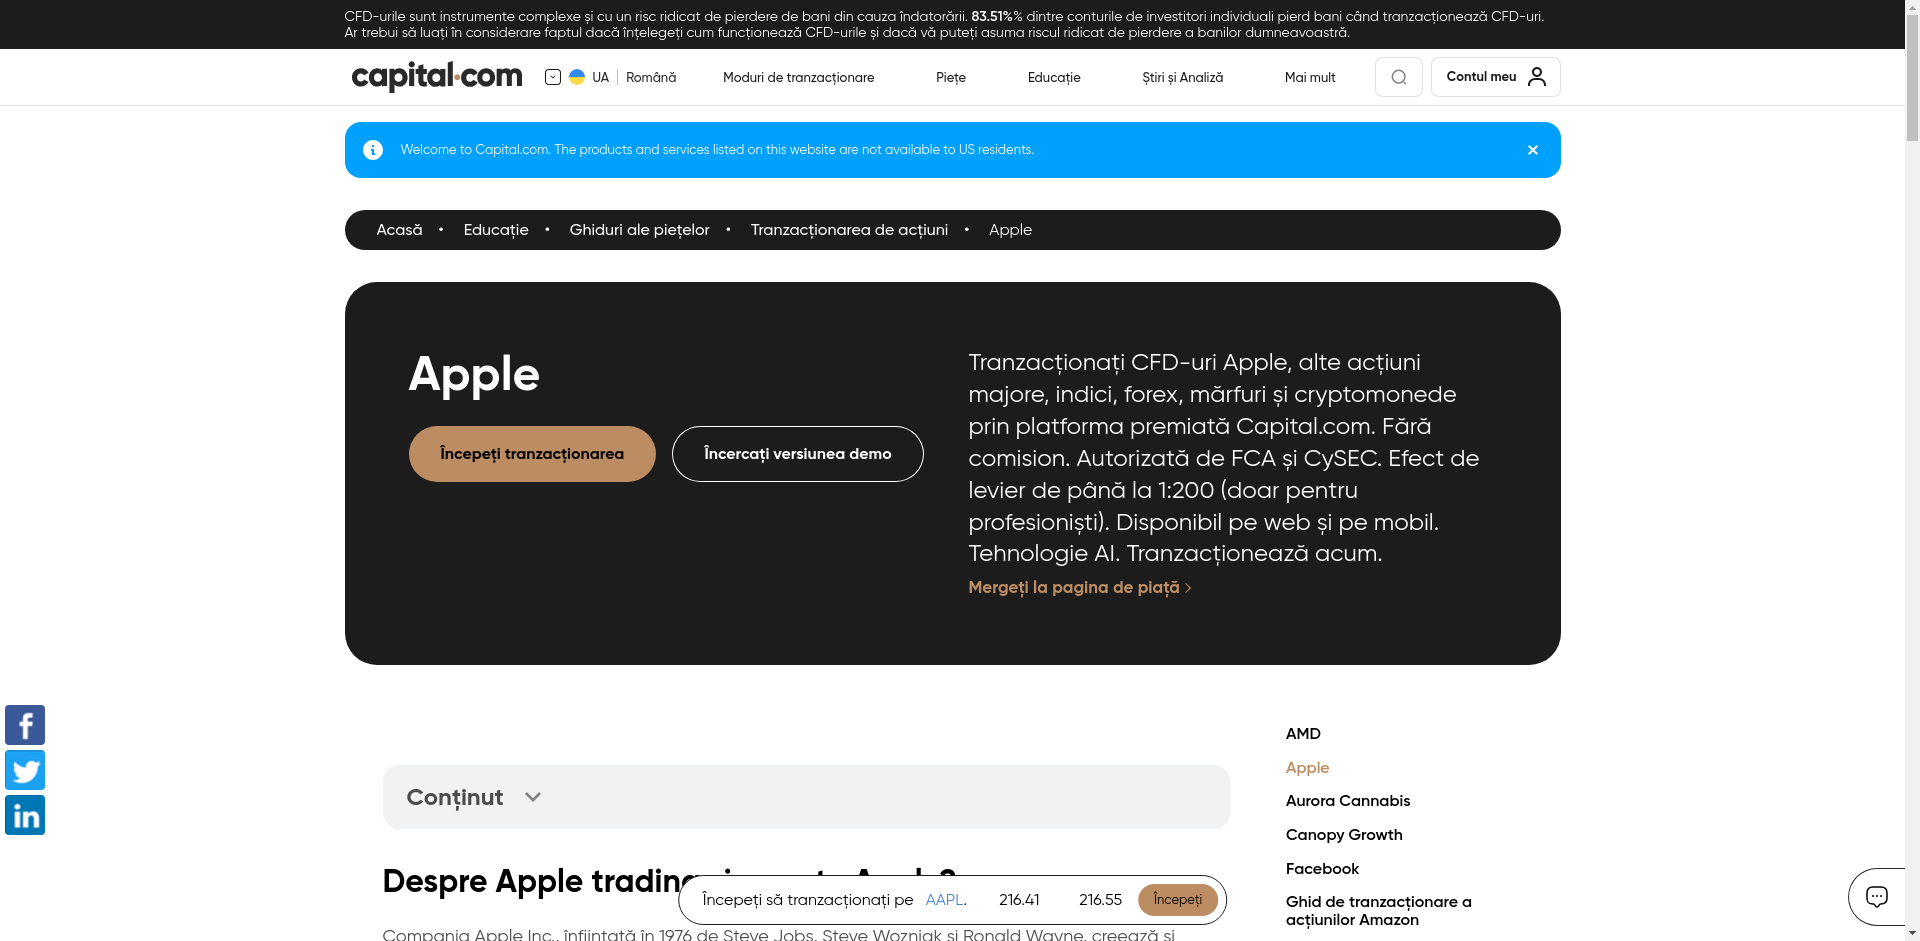 CFD-urile sunt instrumente complexe și cu un risc ridicat de pierdere de bani din cauza îndatorării. 83.51%% dintre conturile de investitori individuali pierd bani când tranzacționează CFD-uri.
Ar trebui să luați în considerare faptul dacă înțelegeți cum funcționează CFD-urile și dacă vă puteți asuma riscul ridicat de pierdere a banilor dumneavoastră.
capital.com
UA
Română
Moduri de tranzacționare
Piețe
Educație
Știri și Analiză
Mai mult
Contul meu
Welcome to Capital.com. The products and services listed on this website are not available to US residents.
Acasă • Educație • Ghiduri ale piețelor • Tranzacționarea de acțiuni • Apple
Apple
Începeți tranzacționarea
Încercați versiunea demo
Tranzacționați CFD-uri Apple, alte acțiuni
majore, indici, forex, mărfuri și cryptomonede
prin platforma premiată Capital.com. Fără
comision. Autorizată de FCA și CySEC. Efect de
levier de până la 1:200 (doar pentru
profesioniști). Disponibil pe web și pe mobil.
Tehnologie AI. Tranzacționează acum.
Mergeți la pagina de piață
Conținut
Despre Apple trading
Începeți să tranzacționați pe AAPL. 216.41 216.55 Începeți
Compania Apple Inc., înființată în 1976 de Steve Jobs, Steve Wozniak și Ronald Wayne, creează și
AMD
Apple
Aurora Cannabis
Canopy Growth
Facebook
Ghid de tranzacționare a
acțiunilor Amazon